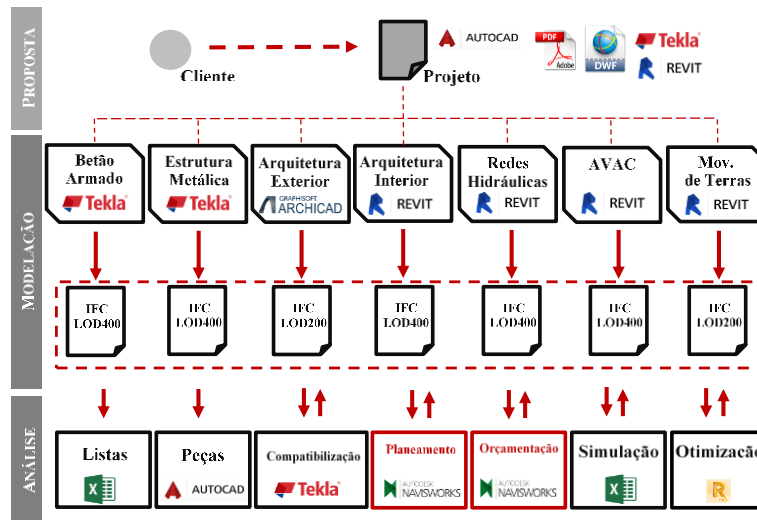 PROPOSTA
Cliente
Projeto
AUTOCAD
PDF
Adobe
DWF
Tekla
REVIT
MODELAÇÃO
Betão
Armado
Tekla
Estrutura
Metálica
Tekla
Arquitetura
Exterior
GRAPHISOFT
ARCHICAD
Arquitetura
Interior
REVIT
Redes
Hidráulicas
REVIT
AVAC
REVIT
Mov.
de Terras
REVIT
IFC
LOD400
IFC
LOD400
IFC
LOD200
IFC
LOD400
IFC
LOD400
IFC
LOD400
IFC
LOD200
ANÁLISE
Listas
X
Peças
AUTOCAD
Compatibilização
Tekla
Planeamento
AUTODESK
NAVISWORKS
Orçamentação
AUTODESK
NAVISWORKS
Simulação
X
Otimização
R